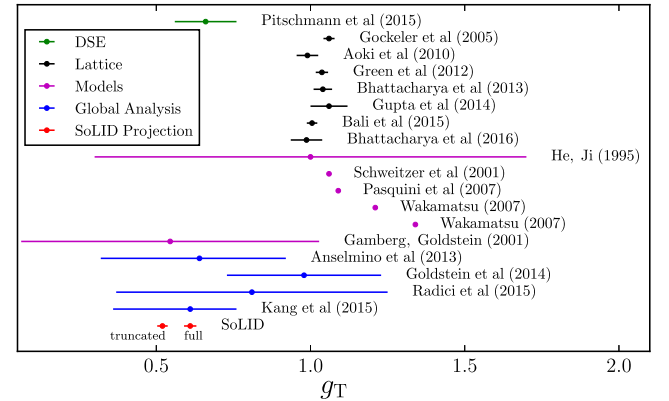 Pitschmann et al (2015)
Gockeler et al (2005)
DSE
Aoki et al (2010)
Lattice
Green et al (2012)
Models
Bhattacharya et al (2013)
Global Analysis
Gupta et al (2014)
SoLID Projection
Bali et al (2015)
Bhattacharya et al (2016)
He, Ji (1995)
Schweitzer et al (2001)
Pasquini et al (2007)
Wakamatsu (2007)
Wakamatsu (2007)
Gamberg, Goldstein (2001)
Anselmino et al (2013)
Goldstein et al (2014)
Radici et al (2015)
Kang et al (2015)
SoLID
truncated full
0.5 1.0 1.5 2.0
gT